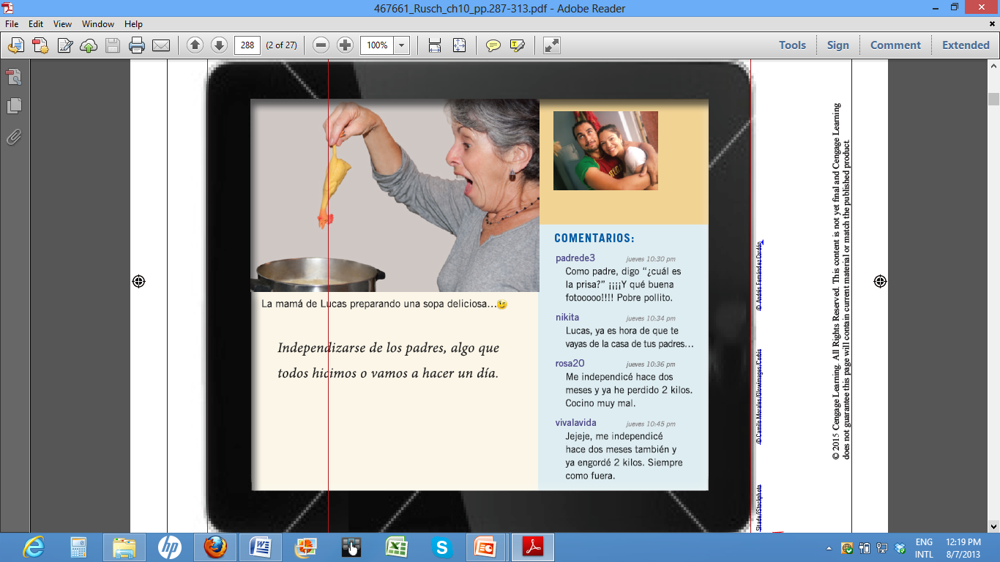 467661_Rusch_ch10_pp.287-313.pdf - Adobe Reader
File Edit View Window Help
288 (2 of 27) 100% Tools Sign Comment Extended
La mamá de Lucas preparando una sopa deliciosa...
Independizarse de los padres, algo que
todos hicimos o vamos a hacer un día.
COMENTARIOS:
padrede3 jueves 10:30 pm
Como padre, digo “¿cuál es
la prisa?” ¡¡¡¡Y qué buena
fotooooo!!!! Pobre pollito.
nikita jueves 10:34 pm
Lucas, ya es hora de que te
vayas de la casa de tus padres...
rosa20 jueves 10:36 pm
Me independicé hace dos
meses y ya he perdido 2 kilos.
Cocino muy mal.
vivalavida jueves 10:45 pm
Jejeje, me independicé
hace dos meses también y
ya engordé 2 kilos. Siempre
como fuera.
© Andrés Fernández Cordón
© Camilo Morales/Glowimages/Corbis
Sitade/iStockphoto
© 2015 Cengage Learning. All Rights Reserved. This content is not yet final and Cengage Learning
does not guarantee this page will contain current material or match the published product.
ENG 12:19 PM
INTL 8/7/2013